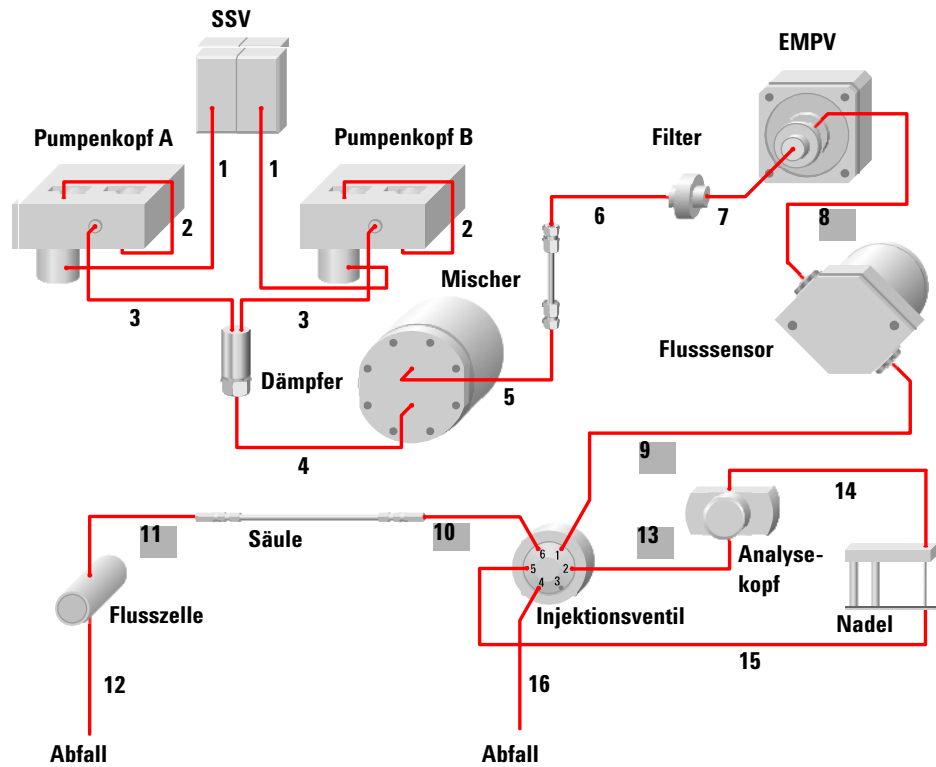 SSV
EMPV
Pumpenkopf A
Pumpenkopf B
Filter
1
1
2
2
6
7
8
Mischer
3
3
Flusssensor
Dämpfer
5
4
9
14
11
Säule
10
13
Analyse-
kopf
6 1
5 2
4 3
Flusszelle
Injektionsventil
Nadel
15
12
16
Abfall
Abfall